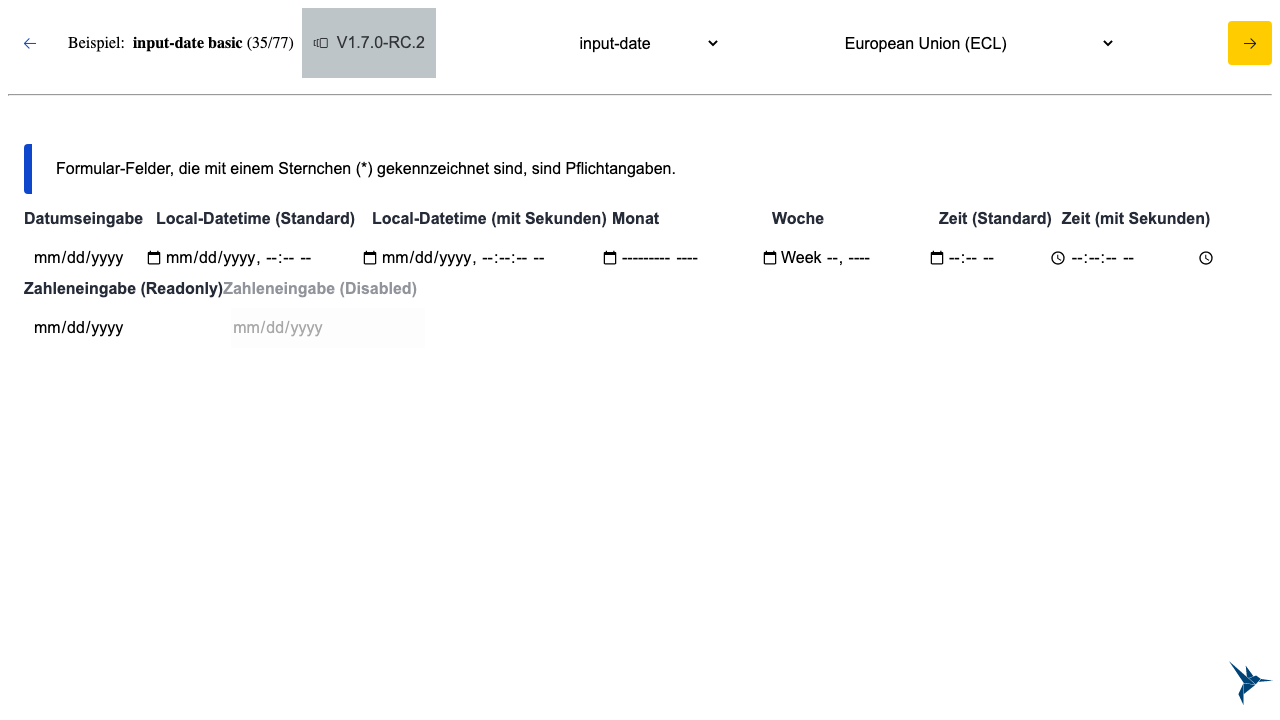 Beispiel: input-date basic (35/77) V1.7.0-RC.2 input-date European Union (ECL)
Formular-Felder, die mit einem Sternchen (*) gekennzeichnet sind, sind Pflichtangaben.
Datumseingabe Local-Datetime (Standard) Local-Datetime (mit Sekunden) Monat Woche Zeit (Standard) Zeit (mit Sekunden)
mm/dd/yyyy mm/dd/yyyy, --:-- -- mm/dd/yyyy, --:--:-- -- --------- ---- Week --, ---- --:-- -- --:--:-- --
Zahleneingabe (Readonly) Zahleneingabe (Disabled)
mm/dd/yyyy mm/dd/yyyy